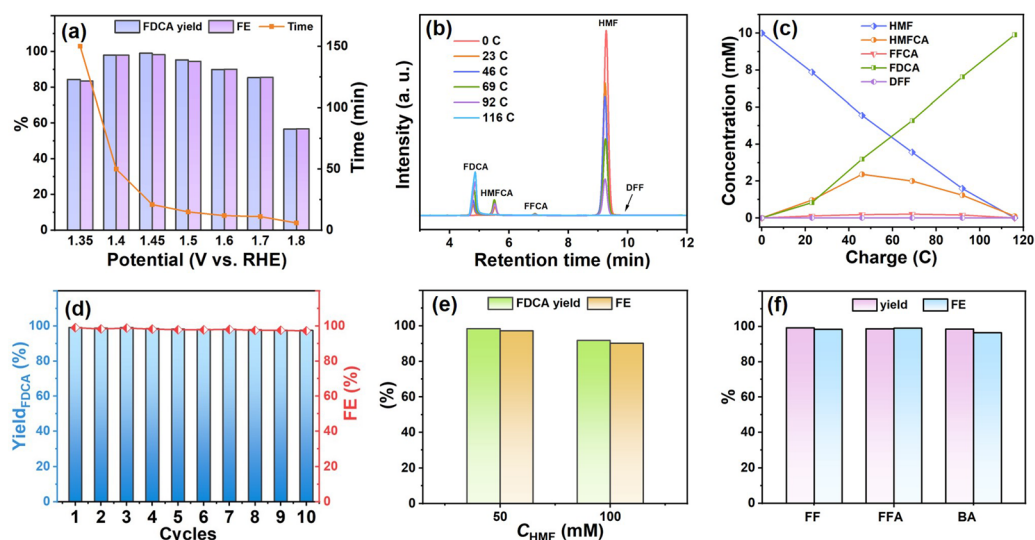 (a)
FDCA yield FE Time
%
100
80
60
40
20
0
1.35 1.4 1.45 1.5 1.6 1.7 1.8
Potential (V vs. RHE)
150
100
50
0
Time (min)
(b)
0 C
23 C
46 C
69 C
92 C
116 C
HMF
FDCA
HMFCA
FFCA
DFF
Intensity (a. u.)
4 6 8 10 12
Retention time (min)
(c)
HMF
HMFCA
FFCA
FDCA
DFF
Concentration (mM)
10
8
6
4
2
0
0 20 40 60 80 100 120
Charge (C)
(d)
YieldFDCA (%)
120
100
80
60
40
20
0
1 2 3 4 5 6 7 8 9 10
Cycles
120
100
80
60
40
20
0
FE (%)
(e)
FDCA yield FE
(%)
120
100
80
60
40
20
0
50 100
CHMF (mM)
(f)
yield FE
%
120
100
80
60
40
20
0
FF FFA BA